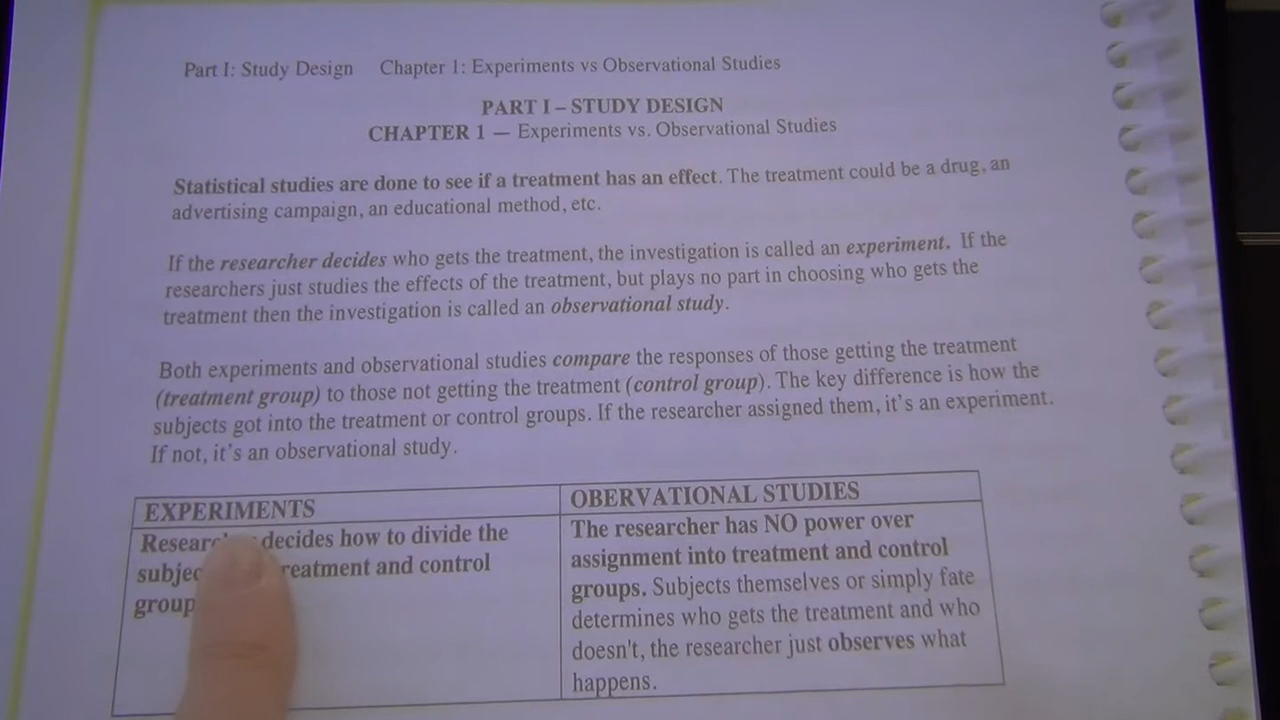 Part I: Study Design Chapter 1: Experiments vs Observational Studies
PART I – STUDY DESIGN
CHAPTER 1 — Experiments vs. Observational Studies
Statistical studies are done to see if a treatment has an effect. The treatment could be a drug, an
advertising campaign, an educational method, etc.
If the researcher decides who gets the treatment, the investigation is called an experiment. If the
researchers just studies the effects of the treatment, but plays no part in choosing who gets the
treatment then the investigation is called an observational study.
Both experiments and observational studies compare the responses of those getting the treatment
(treatment group) to those not getting the treatment (control group). The key difference is how the
subjects got into the treatment or control groups. If the researcher assigned them, it's an experiment.
If not, it's an observational study.
EXPERIMENTS
decides how to divide the
and control
OBERVATIONAL STUDIES
The researcher has NO power over
assignment into treatment and control
groups. Subjects themselves or simply fate
determines who gets the treatment and who
doesn't, the researcher just observes what
happens.